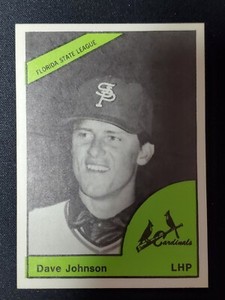 FLORIDA STATE LEAGUE
SP
Cardinals
Dave Johnson LHP